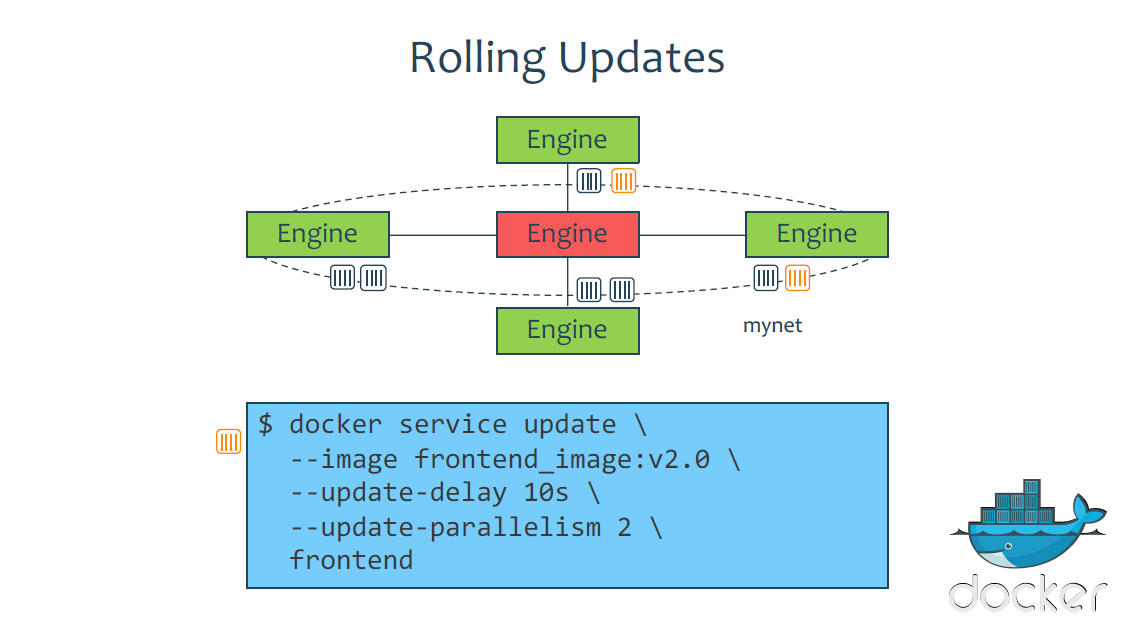 Rolling Updates
Engine
Engine
Engine
Engine
Engine
mynet
$ docker service update \
--image frontend_image:v2.0 \
--update-delay 10s \
--update-parallelism 2 \
frontend
docker